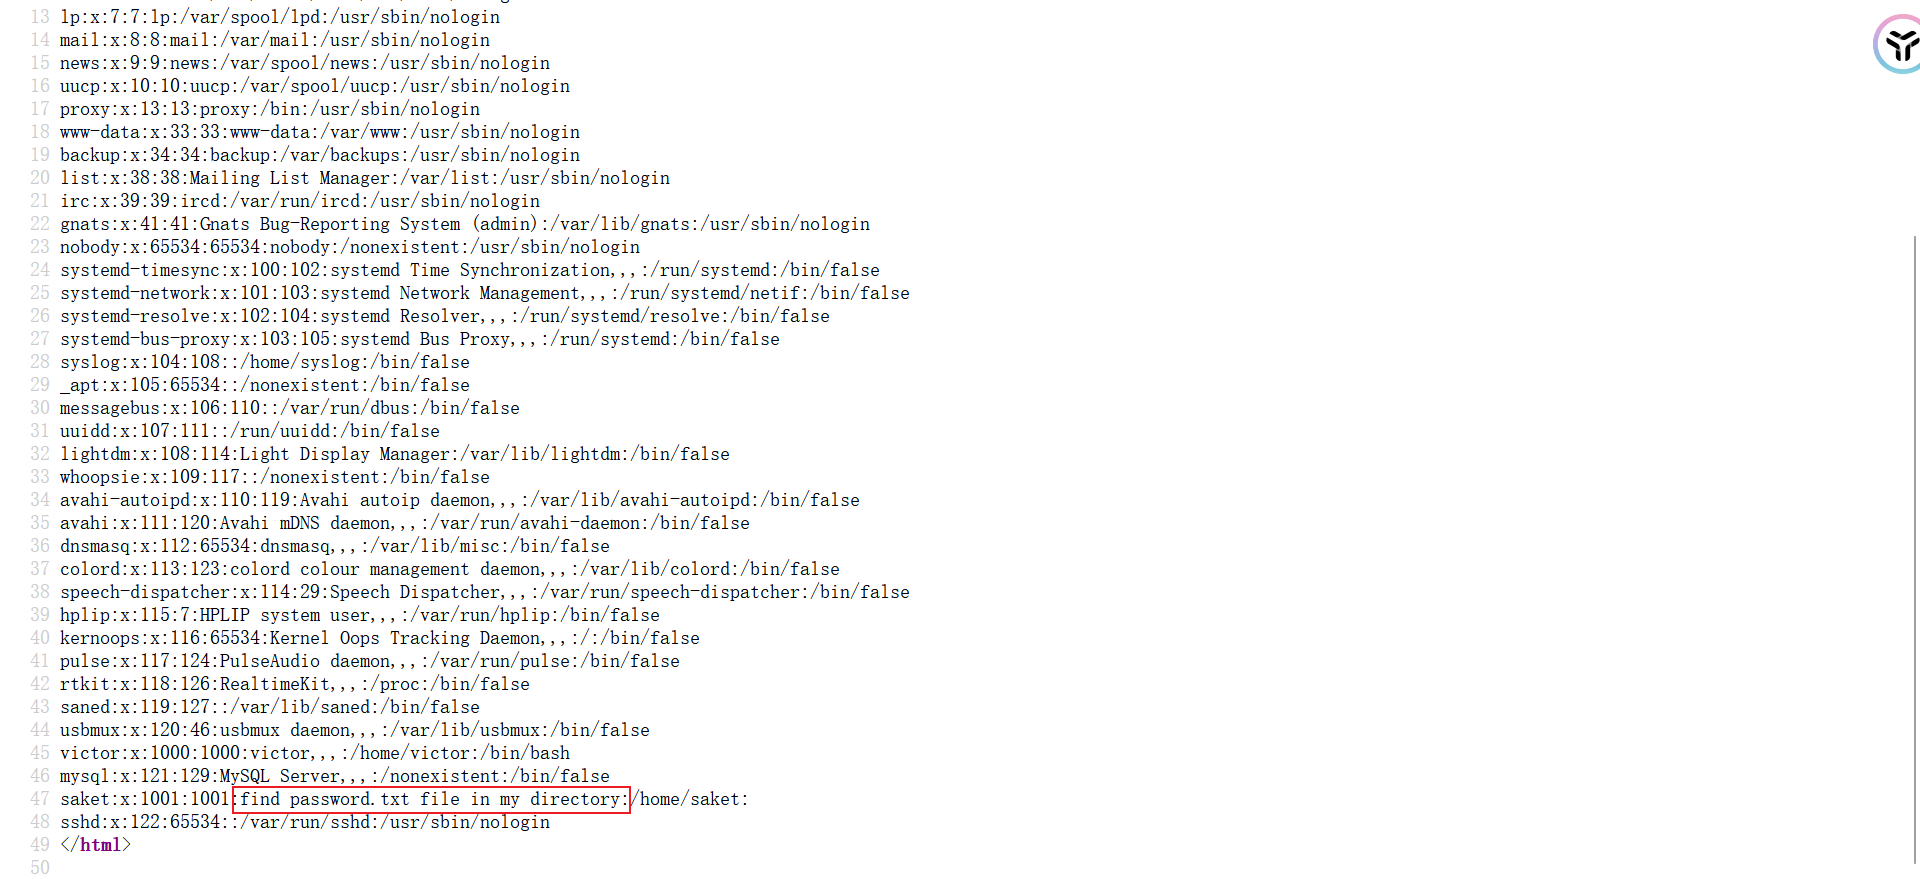 13 lp:x:7:7:lp:/var/spool/lpd:/usr/sbin/nologin
14 mail:x:8:8:mail:/var/mail:/usr/sbin/nologin
15 news:x:9:9:news:/var/spool/news:/usr/sbin/nologin
16 uucp:x:10:10:uucp:/var/spool/uucp:/usr/sbin/nologin
17 proxy:x:13:13:proxy:/bin:/usr/sbin/nologin
18 www-data:x:33:33:www-data:/var/www:/usr/sbin/nologin
19 backup:x:34:34:backup:/var/backups:/usr/sbin/nologin
20 list:x:38:38:Mailing List Manager:/var/list:/usr/sbin/nologin
21 irc:x:39:39:ircd:/var/run/ircd:/usr/sbin/nologin
22 gnats:x:41:41:Gnats Bug-Reporting System (admin):/var/lib/gnats:/usr/sbin/nologin
23 nobody:x:65534:65534:nobody:/nonexistent:/usr/sbin/nologin
24 systemd-timesync:x:100:102:systemd Time Synchronization,,,:/run/systemd:/bin/false
25 systemd-network:x:101:103:systemd Network Management,,,:/run/systemd/netif:/bin/false
26 systemd-resolve:x:102:104:systemd Resolver,,,:/run/systemd/resolve:/bin/false
27 systemd-bus-proxy:x:103:105:systemd Bus Proxy,,,:/run/systemd:/bin/false
28 syslog:x:104:108::/home/syslog:/bin/false
29 _apt:x:105:65534::/nonexistent:/bin/false
30 messagebus:x:106:110::/var/run/dbus:/bin/false
31 uuidd:x:107:111::/run/uuidd:/bin/false
32 lightdm:x:108:114:Light Display Manager:/var/lib/lightdm:/bin/false
33 whoopsie:x:109:117::/nonexistent:/bin/false
34 avahi-autoipd:x:110:119:Avahi autoip daemon,,,:/var/lib/avahi-autoipd:/bin/false
35 avahi:x:111:120:Avahi mDNS daemon,,,:/var/run/avahi-daemon:/bin/false
36 dnsmasq:x:112:65534:dnsmasq,,,:/var/lib/misc:/bin/false
37 colord:x:113:123:colord colour management daemon,,,:/var/lib/colord:/bin/false
38 speech-dispatcher:x:114:29:Speech Dispatcher,,,:/var/run/speech-dispatcher:/bin/false
39 hplip:x:115:7:HPLIP system user,,,:/var/run/hplip:/bin/false
40 kernoops:x:116:65534:Kernel Oops Tracking Daemon,,,:/:/bin/false
41 pulse:x:117:124:PulseAudio daemon,,,:/var/run/pulse:/bin/false
42 rtkit:x:118:126:RealtimeKit,,,:/proc:/bin/false
43 saned:x:119:127::/var/lib/saned:/bin/false
44 usbmux:x:120:46:usbmux daemon,,,:/var/lib/usbmux:/bin/false
45 victor:x:1000:1000:victor,,,:/home/victor:/bin/bash
46 mysql:x:121:129:MySQL Server,,,:/nonexistent:/bin/false
47 saket:x:1001:1001:find password.txt file in my directory:/home/saket:
48 sshd:x:122:65534::/var/run/sshd:/usr/sbin/nologin
49 </html>
50